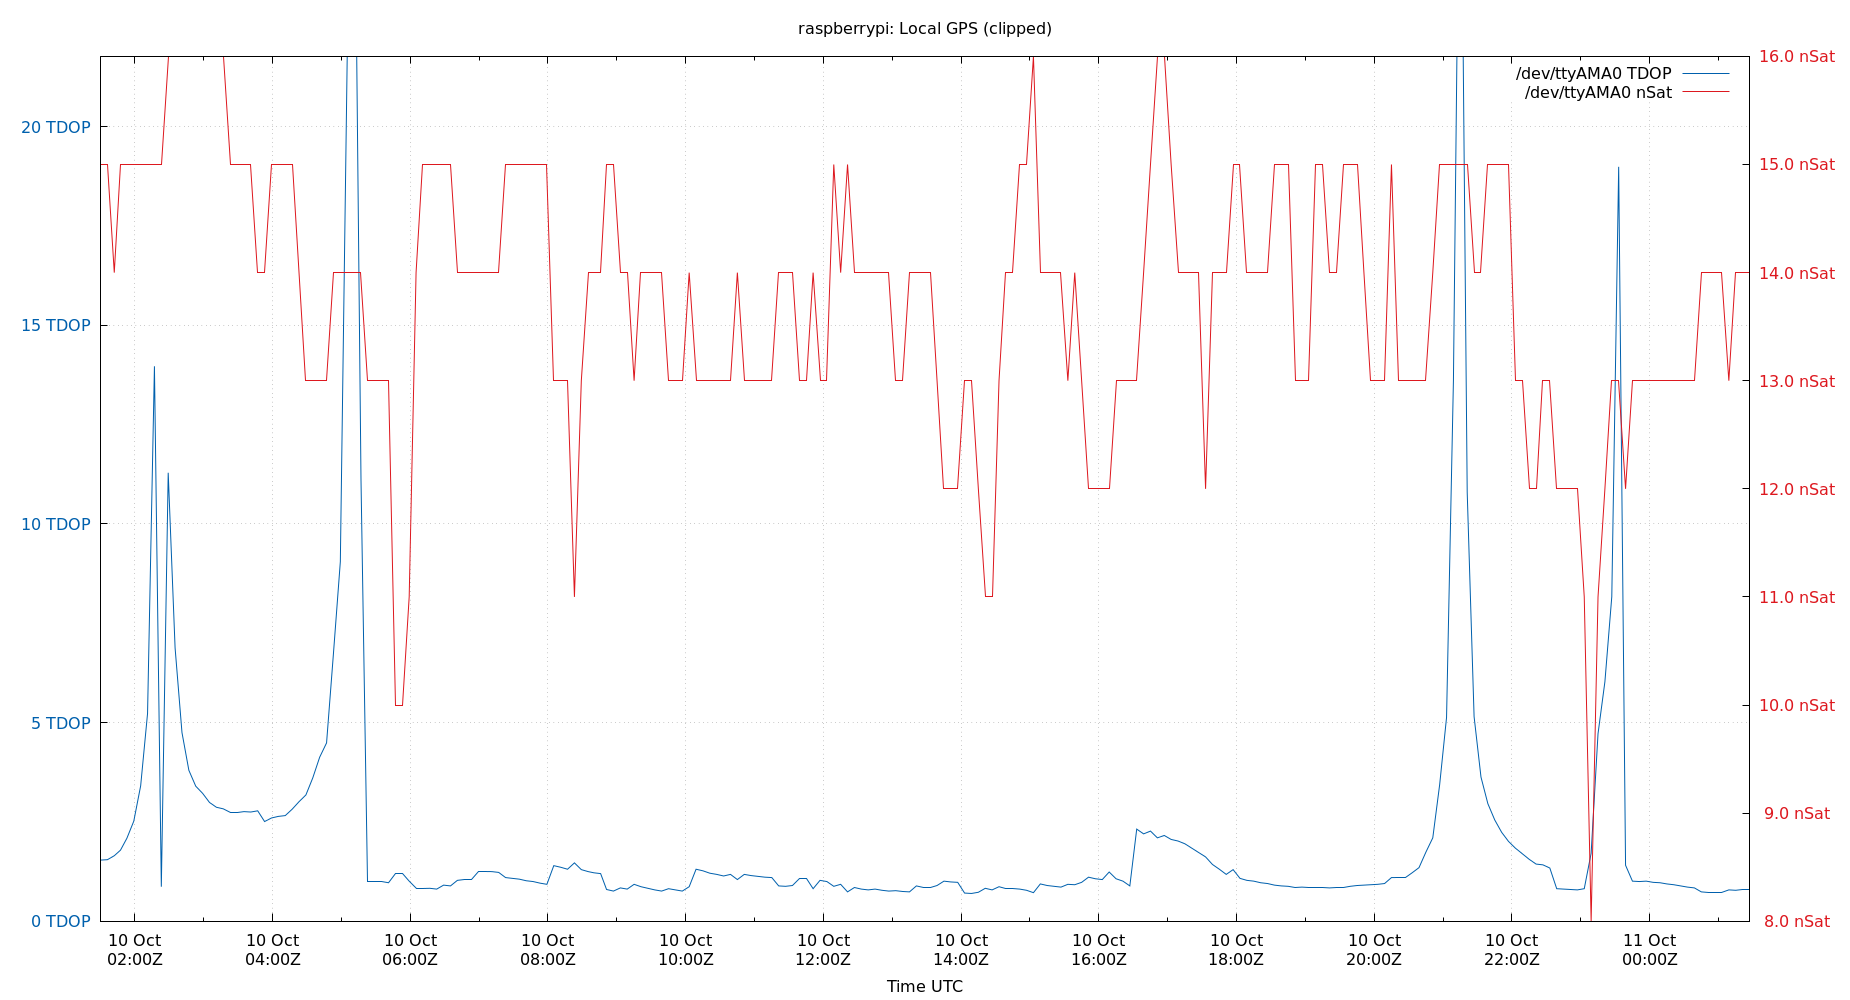 raspberrypi: Local GPS (clipped)
/dev/ttyAMA0 TDOP
/dev/ttyAMA0 nSat
20 TDOP
15 TDOP
10 TDOP
5 TDOP
0 TDOP
16.0 nSat
15.0 nSat
14.0 nSat
13.0 nSat
12.0 nSat
11.0 nSat
10.0 nSat
9.0 nSat
8.0 nSat
10 Oct 10 Oct 10 Oct 10 Oct 10 Oct 10 Oct 10 Oct 10 Oct 10 Oct 10 Oct 10 Oct 11 Oct
02:00Z 04:00Z 06:00Z 08:00Z 10:00Z 12:00Z 14:00Z 16:00Z 18:00Z 20:00Z 22:00Z 00:00Z
Time UTC